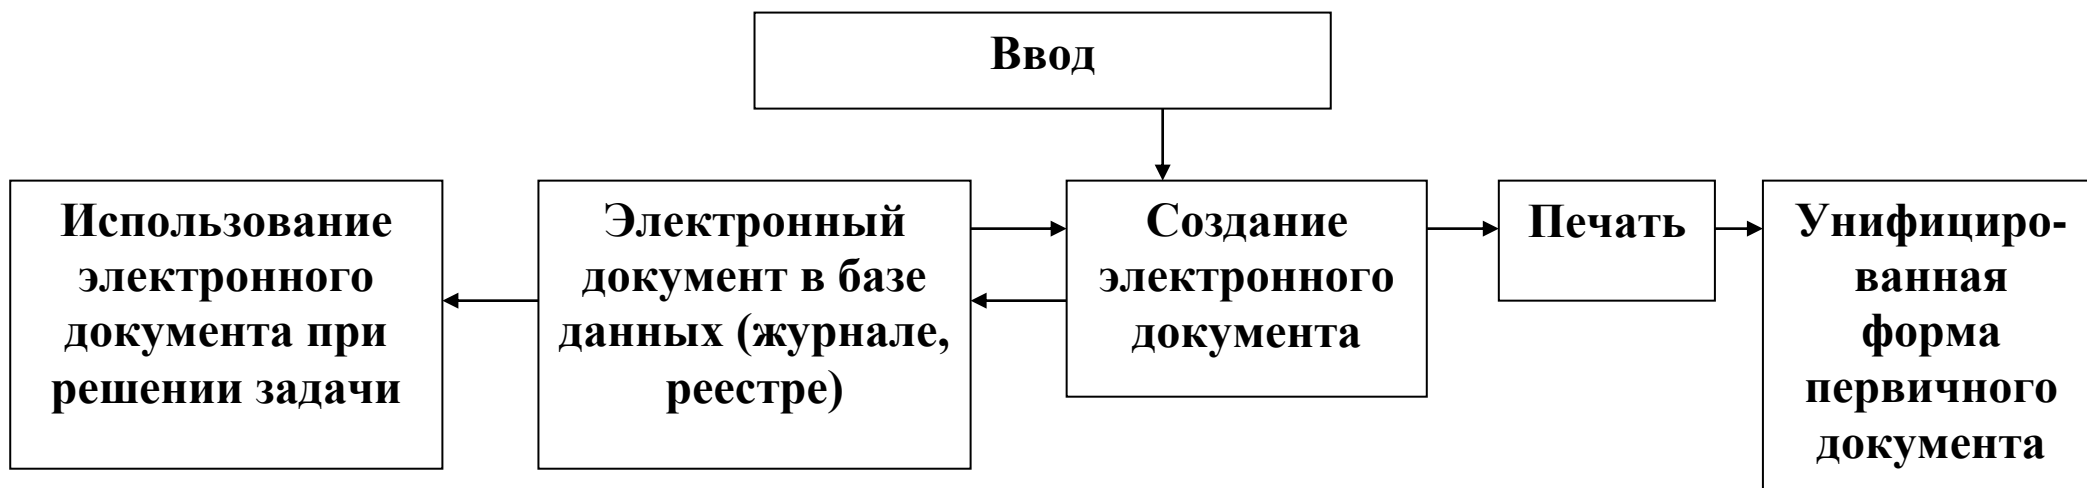 Ввод
Использование
электронного
документа при
решении задачи
Электронный
документ в базе
данных (журнале,
реестре)
Создание
электронного
документа
Печать
Унифициро-
ванная
форма
первичного
документа